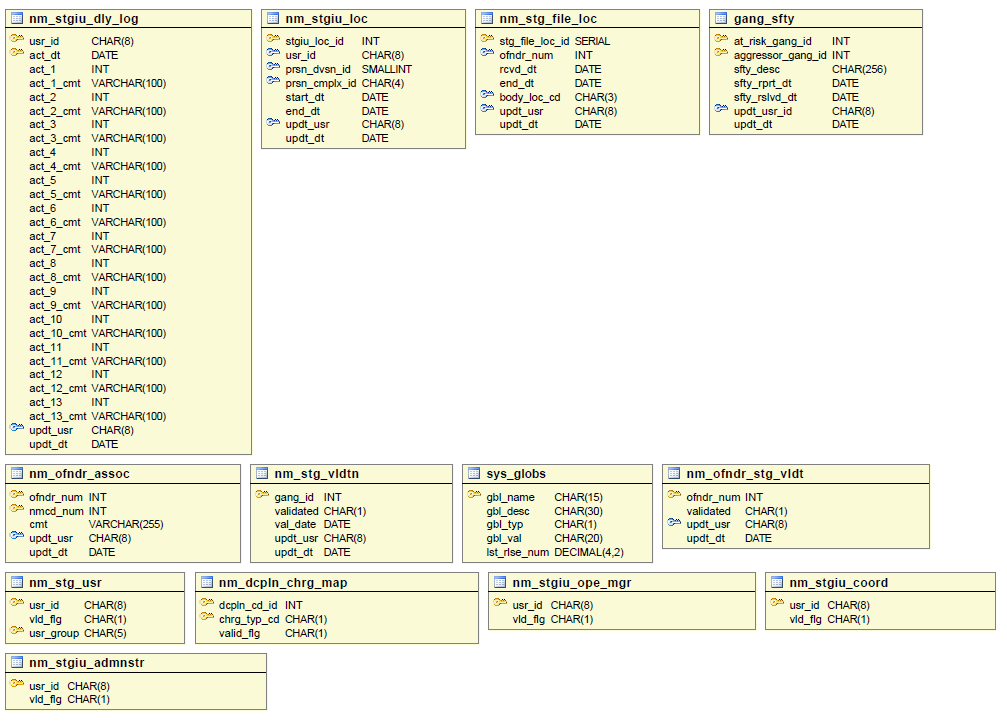 nm_stgiu_dly_log
usr_id CHAR(8)
act_dt DATE
act_1 INT
act_1_cmt VARCHAR(100)
act_2 INT
act_2_cmt VARCHAR(100)
act_3 INT
act_3_cmt VARCHAR(100)
act_4 INT
act_4_cmt VARCHAR(100)
act_5 INT
act_5_cmt VARCHAR(100)
act_6 INT
act_6_cmt VARCHAR(100)
act_7 INT
act_7_cmt VARCHAR(100)
act_8 INT
act_8_cmt VARCHAR(100)
act_9 INT
act_9_cmt VARCHAR(100)
act_10 INT
act_10_cmt VARCHAR(100)
act_11 INT
act_11_cmt VARCHAR(100)
act_12 INT
act_12_cmt VARCHAR(100)
act_13 INT
act_13_cmt VARCHAR(100)
updt_usr CHAR(8)
updt_dt DATE
nm_stgiu_loc
stgiu_loc_id INT
usr_id CHAR(8)
prsn_dvsn_id SMALLINT
prsn_cmplx_id CHAR(4)
start_dt DATE
end_dt DATE
updt_usr CHAR(8)
updt_dt DATE
nm_stg_file_loc
stg_file_loc_id SERIAL
ofndr_num INT
rcvd_dt DATE
end_dt DATE
body_loc_cd CHAR(3)
updt_usr CHAR(8)
updt_dt DATE
gang_sfty
at_risk_gang_id INT
aggressor_gang_id INT
sfty_desc CHAR(256)
sfty_rprt_dt DATE
sfty_rslvd_dt DATE
updt_usr_id CHAR(8)
updt_dt DATE
nm_ofndr_assoc
ofndr_num INT
nmcd_num INT
cmt VARCHAR(255)
updt_usr CHAR(8)
updt_dt DATE
nm_stg_vldtn
gang_id INT
validated CHAR(1)
val_date DATE
updt_usr CHAR(8)
updt_dt DATE
sys_globs
gbl_name CHAR(15)
gbl_desc CHAR(30)
gbl_typ CHAR(1)
gbl_val CHAR(20)
lst_rlse_num DECIMAL(4,2)
nm_ofndr_stg_vldt
ofndr_num INT
validated CHAR(1)
updt_usr CHAR(8)
updt_dt DATE
nm_stg_usr
usr_id CHAR(8)
vld_flg CHAR(1)
usr_group CHAR(5)
nm_dcpln_chrg_map
dcpln_cd_id INT
chrg_typ_cd CHAR(1)
valid_flg CHAR(1)
nm_stgiu_ope_mgr
usr_id CHAR(8)
vld_flg CHAR(1)
nm_stgiu_coord
usr_id CHAR(8)
vld_flg CHAR(1)
nm_stgiu_admnstr
usr_id CHAR(8)
vld_flg CHAR(1)